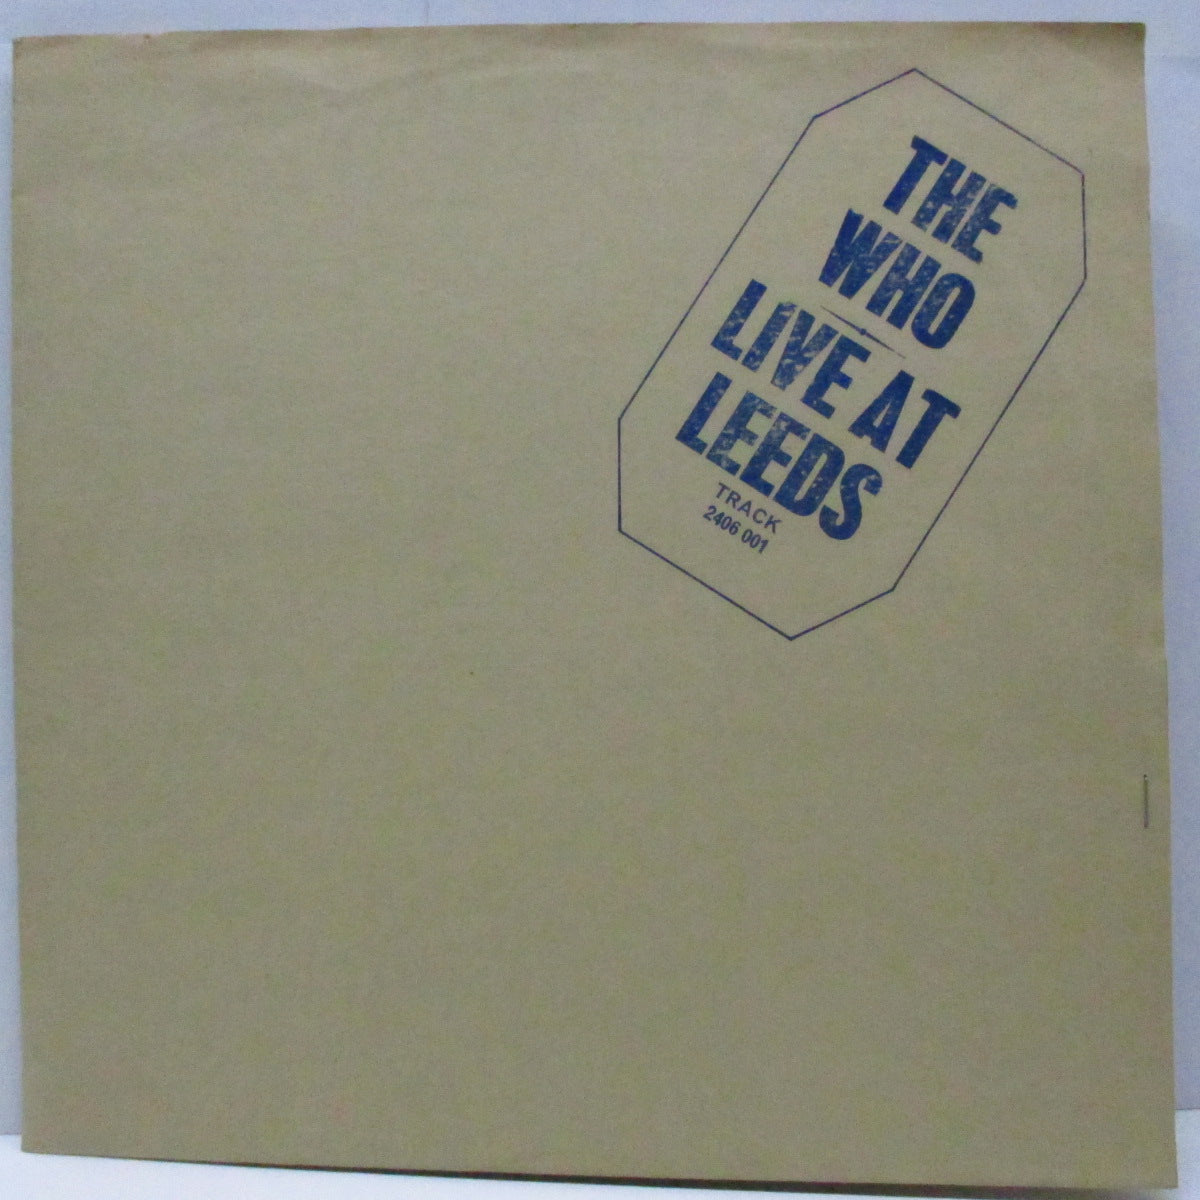 THE
WHO
LIVE AT
LEEDS
TRACK
2406 001